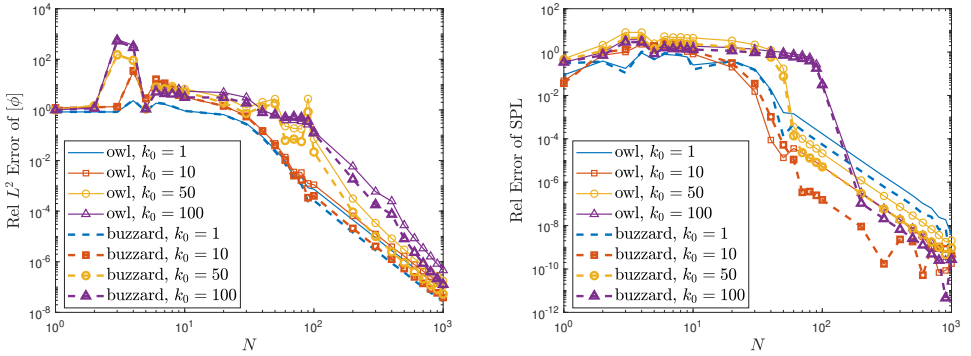 Rel $L^2$ Error of $[\phi]$
10^6
10^4
10^2
10^0
10^-2
10^-4
10^-6
10^-8
owl, $k_0 = 1$
owl, $k_0 = 10$
owl, $k_0 = 50$
owl, $k_0 = 100$
buzzard, $k_0 = 1$
buzzard, $k_0 = 10$
buzzard, $k_0 = 50$
buzzard, $k_0 = 100$
10^0 10^1 10^2 10^3
$N$
Rel Error of SPL
10^2
10^0
10^-2
10^-4
10^-6
10^-8
10^-10
10^-12
owl, $k_0 = 1$
owl, $k_0 = 10$
owl, $k_0 = 50$
owl, $k_0 = 100$
buzzard, $k_0 = 1$
buzzard, $k_0 = 10$
buzzard, $k_0 = 50$
buzzard, $k_0 = 100$
10^0 10^1 10^2 10^3
$N$